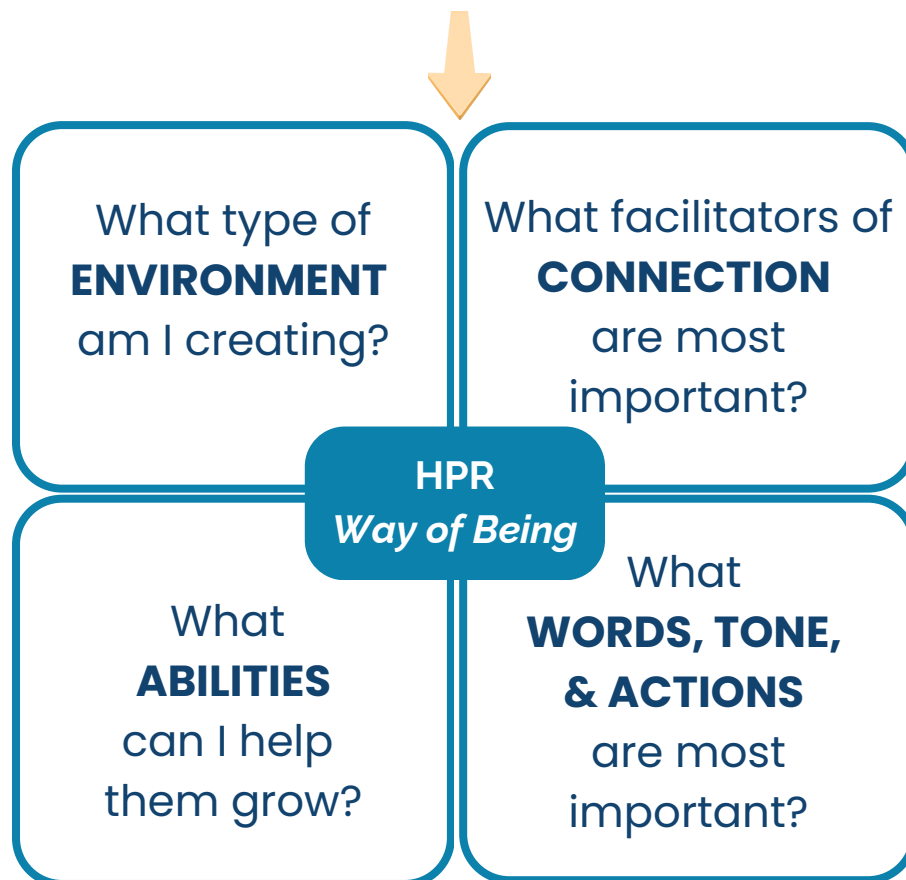 What type of
ENVIRONMENT
am I creating?
What facilitators of
CONNECTION
are most
important?
HPR
Way of Being
What
ABILITIES
can I help
them grow?
What
WORDS, TONE,
& ACTIONS
are most
important?